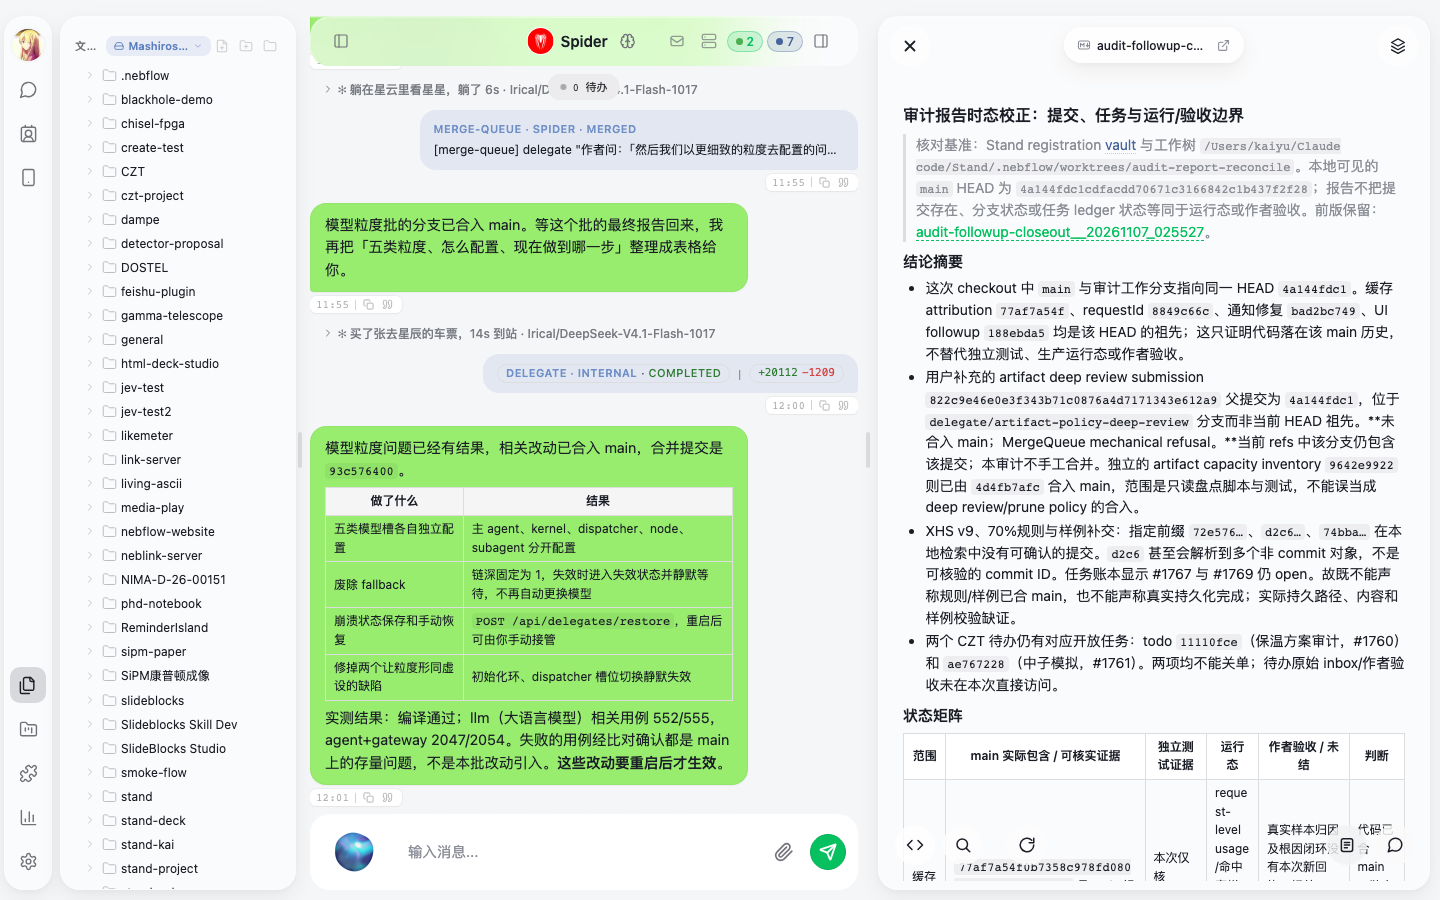 文...
Mashiros...
.nebflow
blackhole-demo
chisel-fpga
create-test
CZT
czt-project
dampe
detector-proposal
DOSTEL
feishu-plugin
gamma-telescope
general
html-deck-studio
jev-test
jev-test2
likemeter
link-server
living-ascii
media-play
nebflow-website
neblink-server
NIMA-D-26-00151
phd-notebook
ReminderIsland
sipm-paper
SiPM康普顿成像
slideblocks
Slideblocks Skill Dev
SlideBlocks Studio
smoke-flow
stand
stand-deck
stand-kai
stand-project
Spider
2
7
0 待办
躺在星云里看星星，躺了 6s · Irical/D
.1-Flash-1017
MERGE-QUEUE · SPIDER · MERGED
[merge-queue] delegate "作者问：「然后我们以更细致的粒度去配置的问...
11:55
模型粒度批的分支已合入 main。等这个批的最终报告回来，我
再把「五类粒度、怎么配置、现在做到哪一步」整理成表格给
你。
11:55
买了张去星辰的车票，14s 到站 · Irical/DeepSeek-V4.1-Flash-1017
DELEGATE · INTERNAL · COMPLETED | +20112 −1209
12:00
模型粒度问题已经有结果，相关改动已合入 main，合并提交是
93c576400 。
做了什么 结果
五类模型槽各自独立配
置
主 agent、kernel、dispatcher、node、
subagent 分开配置
废除 fallback
链深固定为 1，失效时进入失效状态并静默等
待，不再自动更换模型
崩溃状态保存和手动恢
复
POST /api/delegates/restore，重启后
可由你手动接管
修掉两个让粒度形同虚
设的缺陷
初始化环、dispatcher 槽位切换静默失效
实测结果：编译通过；llm（大语言模型）相关用例 552/555，
agent+gateway 2047/2054。失败的用例经比对确认都是 main
上的存量问题，不是本批改动引入。这些改动要重启后才生效。
12:01
输入消息...
audit-followup-c...
审计报告时态校正：提交、任务与运行/验收边界
核对基准：Stand registration vault 与工作树 /Users/kaiyu/Claude
code/Stand/.nebflow/worktrees/audit-report-reconcile 。本地可见的
main HEAD 为 4a144fdc1cdfacdd70671c3166842c1b437f2f28；报告不把提
交存在、分支状态或任务 ledger 状态等同于运行态或作者验收。前版保留：
audit-followup-closeout__20261107_025527。
结论摘要
这次 checkout 中 main 与审计工作分支指向同一 HEAD 4a144fdc1。缓存
attribution 77af7a54f、requestId 8849c66c、通知修复 bad2bc749、UI
followup 188ebda5 均是该 HEAD 的祖先；这只证明代码落在该 main 历史，
不替代独立测试、生产运行态或作者验收。
用户补充的 artifact deep review submission
822c9e46e0e3f343b71c0876a4d7171343e612a9 父提交为 4a144fdc1，位于
delegate/artifact-policy-deep-review 分支而非当前 HEAD 祖先。**未
合入 main；MergeQueue mechanical refusal。**当前 refs 中该分支仍包含
该提交；本审计不手工合并。独立的 artifact capacity inventory 9642e9922
则已由 4d4fb7afc 合入 main，范围是只读盘点脚本与测试，不能误当成
deep review/prune policy 的合入。
XHS v9、70%规则与样例补交：指定前缀 72e576… 、d2c6… 、74bba… 在本
地检索中没有可确认的提交。d2c6 甚至会解析到多个非 commit 对象，不是
可核验的 commit ID。任务账本显示 #1767 与 #1769 仍 open。故既不能声
称规则/样例已合 main，也不能声称真实持久化完成；实际持久路径、内容和
样例校验缺证。
两个 CZT 待办仍有对应开放任务：todo 11110fce（保温方案审计，#1760）
和 ae767228（中子模拟，#1761）。两项均不能关单；待办原始 inbox/作者验
收未在本次直接访问。
状态矩阵
范围 main 实际包含 / 可核实证据 独立测
试证据 运行
态 作者验收 / 未
结 判断
缓存
77af7a54f0b7358c978fd080
本次仅
核
reque
st-
level
usage
/命中
真实样本归因
及根因闭环
有本次新回
代码已
合
main